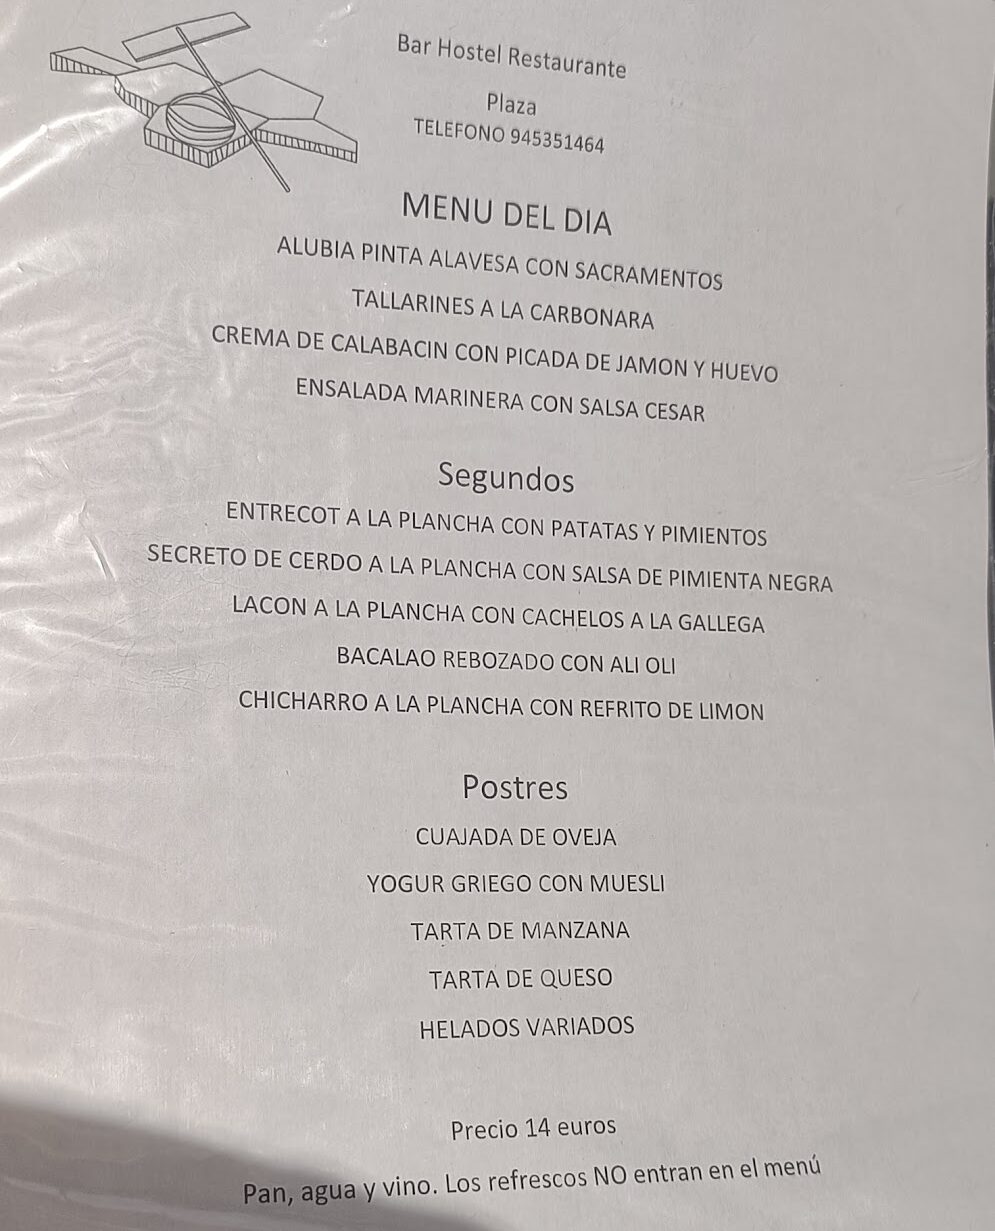 Bar Hostel Restaurante
Plaza
TELEFONO 945351464
MENU DEL DIA
ALUBIA PINTA ALAVESA CON SACRAMENTOS
TALLARINES A LA CARBONARA
CREMA DE CALABACIN CON PICADA DE JAMON Y HUEVO
ENSALADA MARINERA CON SALSA CESAR
Segundos
ENTRECOT A LA PLANCHA CON PATATAS Y PIMIENTOS
SECRETO DE CERDO A LA PLANCHA CON SALSA DE PIMIENTA NEGRA
LACON A LA PLANCHA CON CACHELOS A LA GALLEGA
BACALAO REBOZADO CON ALI OLI
CHICHARRO A LA PLANCHA CON REFRITO DE LIMON
Postres
CUAJADA DE OVEJA
YOGUR GRIEGO CON MUESLI
TARTA DE MANZANA
TARTA DE QUESO
HELADOS VARIADOS
Precio 14 euros
Pan, agua y vino. Los refrescos NO entran en el menú